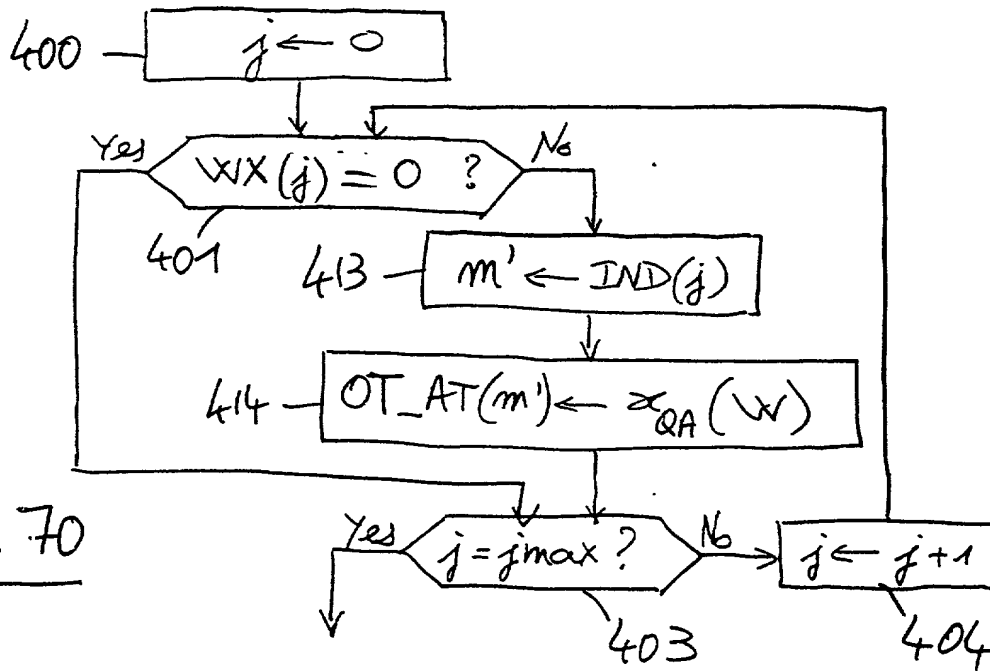 400
j ← 0
Yes
WX(j) = 0 ?
No
401
413
m' ← IND(j)
414
OT_AT(m') ← x_QA (W)
70
Yes
j = jmax ?
No
j ← j + 1
403
404